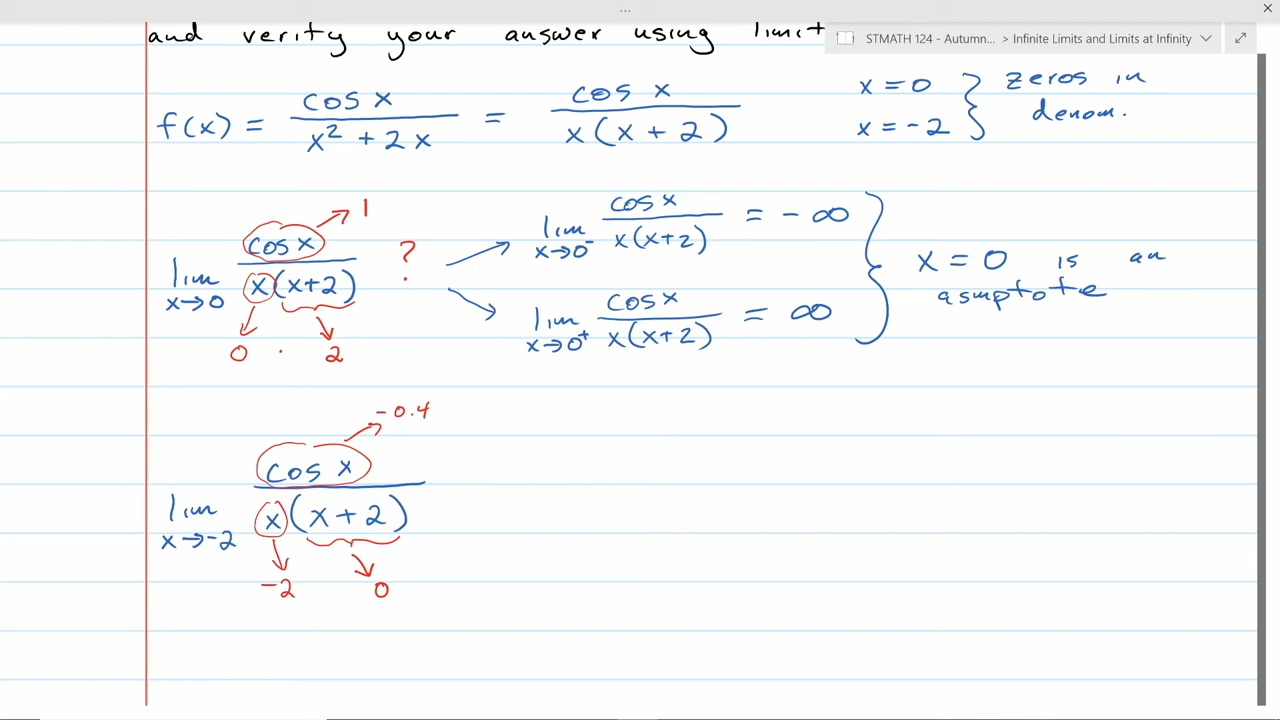 ...
and verify your answer using limit
STMATH 124 - Autumn... > Infinite Limits and Limits at Infinity
f(x) = cos x / x² + 2x = cos x / x(x + 2)
x = 0
x = -2
} zeros in
denom.
lim x→0 cos x / x(x+2) ?
1
0 · 2
lim x→0⁻ cos x / x(x+2) = -∞
lim x→0⁺ cos x / x(x+2) = ∞
} x = 0 is an
asmptote
-0.4
lim x→-2 cos x / x(x + 2)
-2
0